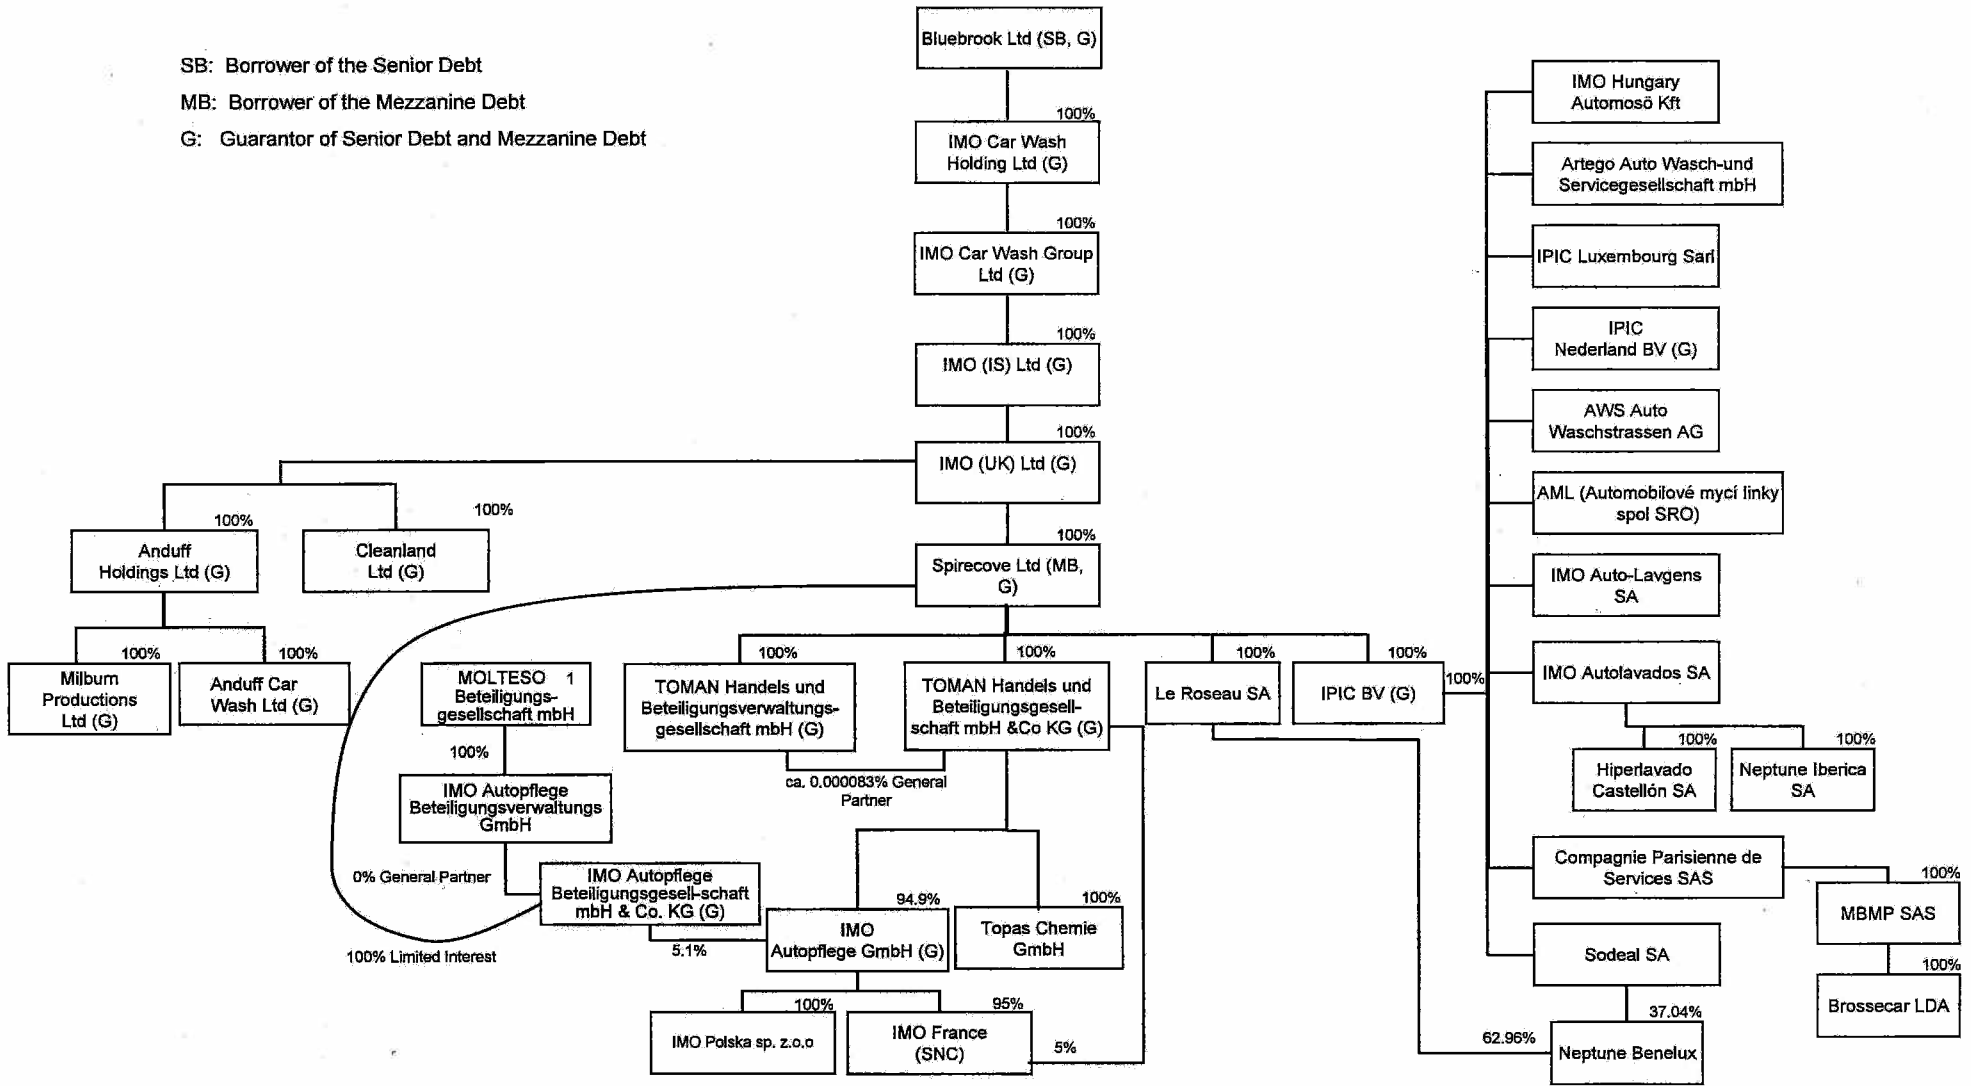 Bluebrook Ltd (SB, G)
SB: Borrower of the Senior Debt
MB: Borrower of the Mezzanine Debt
G: Guarantor of Senior Debt and Mezzanine Debt
100%
IMO Car Wash
Holding Ltd (G)
100%
IMO Car Wash Group
Ltd (G)
100%
IMO (IS) Ltd (G)
100%
IMO (UK) Ltd (G)
100%
Anduff
Holdings Ltd (G)
100%
Cleanland
Ltd (G)
100%
Spirecove Ltd (MB,
G)
100%
Milburn
Productions
Ltd (G)
100%
Anduff Car
Wash Ltd (G)
MOLTESO 1
Beteiligungs-
gesellschaft mbH
100%
IMO Autopflege
Beteiligungsverwaltungs
GmbH
0% General Partner
IMO Autopflege
Beteiligungsgesell-schaft
mbH & Co. KG (G)
100% Limited Interest
5.1%
100%
TOMAN Handels und
Beteiligungsverwaltungs-
gesellschaft mbH (G)
100%
TOMAN Handels und
Beteiligungsgesell-
schaft mbH &Co KG (G)
ca. 0.000083% General
Partner
100%
Le Roseau SA
100%
IPIC BV (G)
100%
94.9%
IMO
Autopflege GmbH (G)
100%
Topas Chemie
GmbH
100%
IMO Polska sp. z.o.o
95%
IMO France
(SNC)
5%
IMO Hungary
Automosö Kft
Artego Auto Wasch-und
Servicegesellschaft mbH
IPIC Luxembourg Sarl
IPIC
Nederland BV (G)
AWS Auto
Waschstrassen AG
AML (Automobilové mycí linky
spol SRO)
IMO Auto-Lavgens
SA
IMO Autolavados SA
100%
Hiperlavado
Castellón SA
100%
Neptune Iberica
SA
Compagnie Parisienne de
Services SAS
100%
MBMP SAS
100%
Brossecar LDA
Sodeal SA
37.04%
62.96%
Neptune Benelux